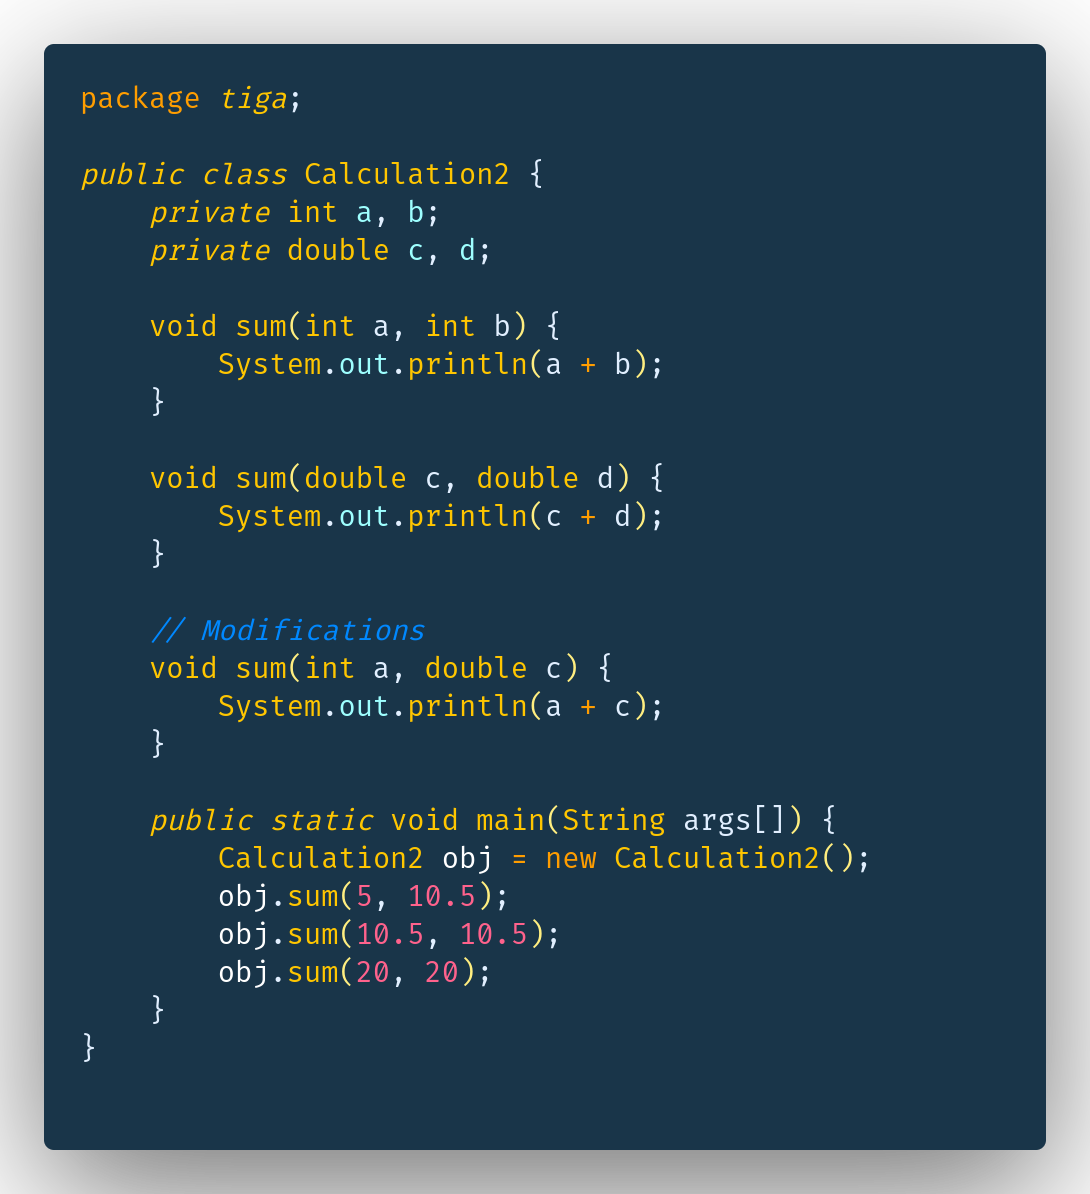 package tiga;

public class Calculation2 {
    private int a, b;
    private double c, d;

    void sum(int a, int b) {
        System.out.println(a + b);
    }

    void sum(double c, double d) {
        System.out.println(c + d);
    }

    // Modifications
    void sum(int a, double c) {
        System.out.println(a + c);
    }

    public static void main(String args[]) {
        Calculation2 obj = new Calculation2();
        obj.sum(5, 10.5);
        obj.sum(10.5, 10.5);
        obj.sum(20, 20);
    }
}